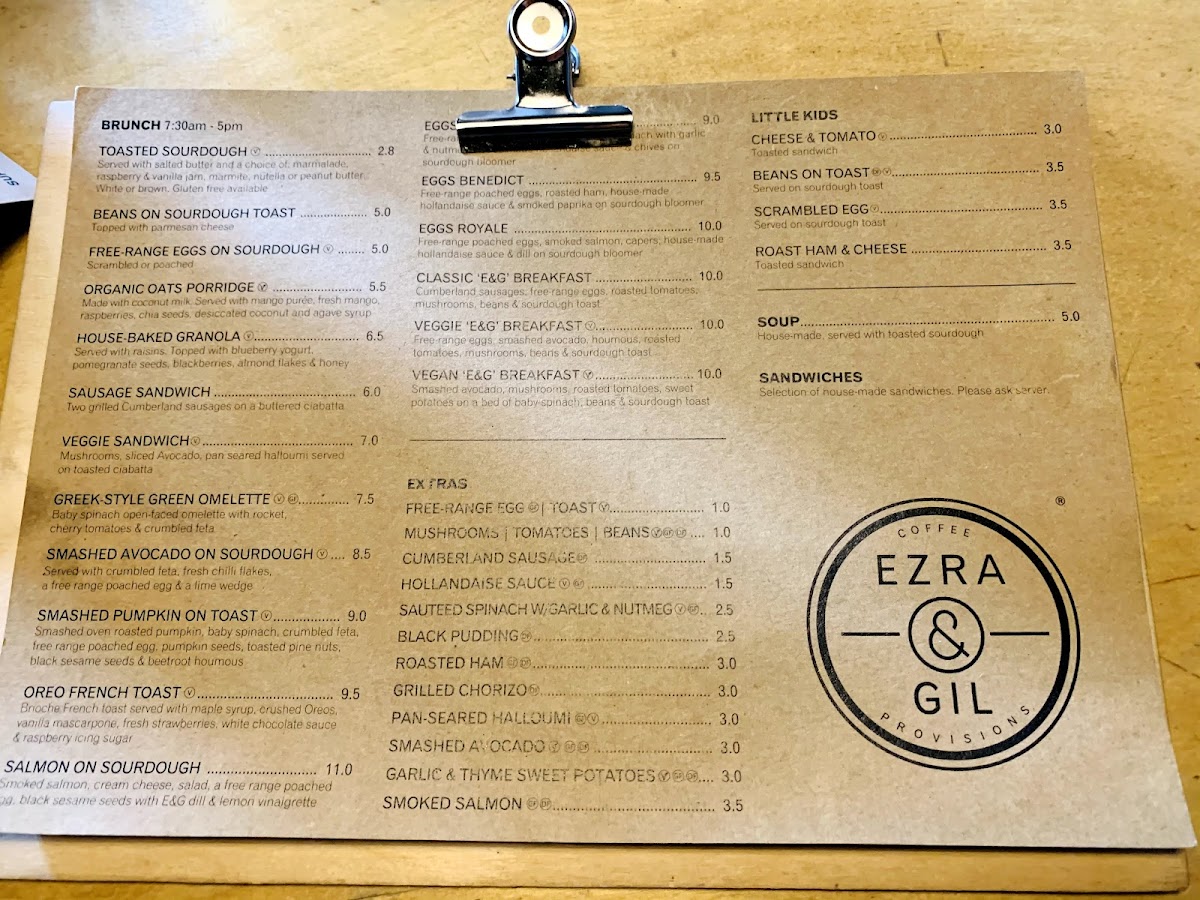 BRUNCH 7:30am - 5pm
TOASTED SOURDOUGH Ⓥ ........................... 2.8
Served with salted butter and a choice of: marmalade,
raspberry & vanilla jam, marmite, nutella or peanut butter.
White or brown. Gluten free available
BEANS ON SOURDOUGH TOAST ................. 5.0
Topped with parmesan cheese
FREE-RANGE EGGS ON SOURDOUGH Ⓥ ....... 5.0
Scrambled or poached
ORGANIC OATS PORRIDGE Ⓥ ......................... 5.5
Made with coconut milk. Served with mango purée, fresh mango,
raspberries, chia seeds, desiccated coconut and agave syrup
HOUSE-BAKED GRANOLA Ⓥ ............................ 6.5
Served with raisins. Topped with blueberry yogurt,
pomegranate seeds, blackberries, almond flakes & honey
SAUSAGE SANDWICH ..................................... 6.0
Two grilled Cumberland sausages on a buttered ciabatta
VEGGIE SANDWICH Ⓥ ...................................... 7.0
Mushrooms, sliced Avocado, pan seared halloumi served
on toasted ciabatta
GREEK-STYLE GREEN OMELETTE Ⓥ ............. 7.5
Baby spinach open-faced omelette with rocket,
cherry tomatoes & crumbled feta
SMASHED AVOCADO ON SOURDOUGH Ⓥ .... 8.5
Served with crumbled feta, fresh chilli flakes,
a free range poached egg & a lime wedge
SMASHED PUMPKIN ON TOAST Ⓥ ................. 9.0
Smashed oven roasted pumpkin, baby spinach, crumbled feta,
free range poached egg, pumpkin seeds, toasted pine nuts,
black sesame seeds & beetroot houmous
OREO FRENCH TOAST Ⓥ ................................. 9.5
Brioche French toast served with maple syrup, crushed Oreos,
vanilla mascarpone, fresh strawberries, white chocolate sauce
& raspberry icing sugar
SALMON ON SOURDOUGH ........................... 11.0
Smoked salmon, cream cheese, salad, a free range poached
black sesame seeds with E&G dill & lemon vinaigrette
EGGS 9.0
with garlic
& chives on
sourdough bloomer
EGGS BENEDICT .......................................... 9.5
Free-range poached eggs, roasted ham, house-made
hollandaise sauce & smoked paprika on sourdough bloomer
EGGS ROYALE ............................................. 10.0
Free-range poached eggs, smoked salmon, capers, house-made
hollandaise sauce & dill on sourdough bloomer
CLASSIC 'E&G' BREAKFAST ......................... 10.0
Cumberland sausages, free-range eggs, roasted tomatoes,
mushrooms, beans & sourdough toast
VEGGIE 'E&G' BREAKFAST Ⓥ ......................... 10.0
Free-range eggs, smashed avocado, houmous, roasted
tomatoes, mushrooms, beans & sourdough toast
VEGAN 'E&G' BREAKFAST Ⓥ .......................... 10.0
Smashed avocado, mushrooms, roasted tomatoes, sweet
potatoes on a bed of baby spinach, beans & sourdough toast
EXTRAS
FREE-RANGE EGG | TOAST Ⓥ .......................... 1.0
MUSHROOMS | TOMATOES | BEANS .... 1.0
CUMBERLAND SAUSAGE ............................ 1.5
HOLLANDAISE SAUCE Ⓥ .............................. 1.5
SAUTEED SPINACH W/GARLIC & NUTMEG .. 2.5
BLACK PUDDING ........................................ 2.5
ROASTED HAM .......................................... 3.0
GRILLED CHORIZO ...................................... 3.0
PAN-SEARED HALLOUMI ............................. 3.0
SMASHED AVOCADO .................................. 3.0
GARLIC & THYME SWEET POTATOES .... 3.0
SMOKED SALMON ...................................... 3.5
LITTLE KIDS
CHEESE & TOMATO Ⓥ ..................................... 3.0
Toasted sandwich
BEANS ON TOAST ...................................... 3.5
Served on sourdough toast
SCRAMBLED EGG Ⓥ ....................................... 3.5
Served on sourdough toast
ROAST HAM & CHEESE ................................ 3.5
Toasted sandwich
SOUP ............................................................ 5.0
House-made, served with toasted sourdough
SANDWICHES
Selection of house-made sandwiches. Please ask server.
®
COFFEE
EZRA
&
GIL
PROVISIONS